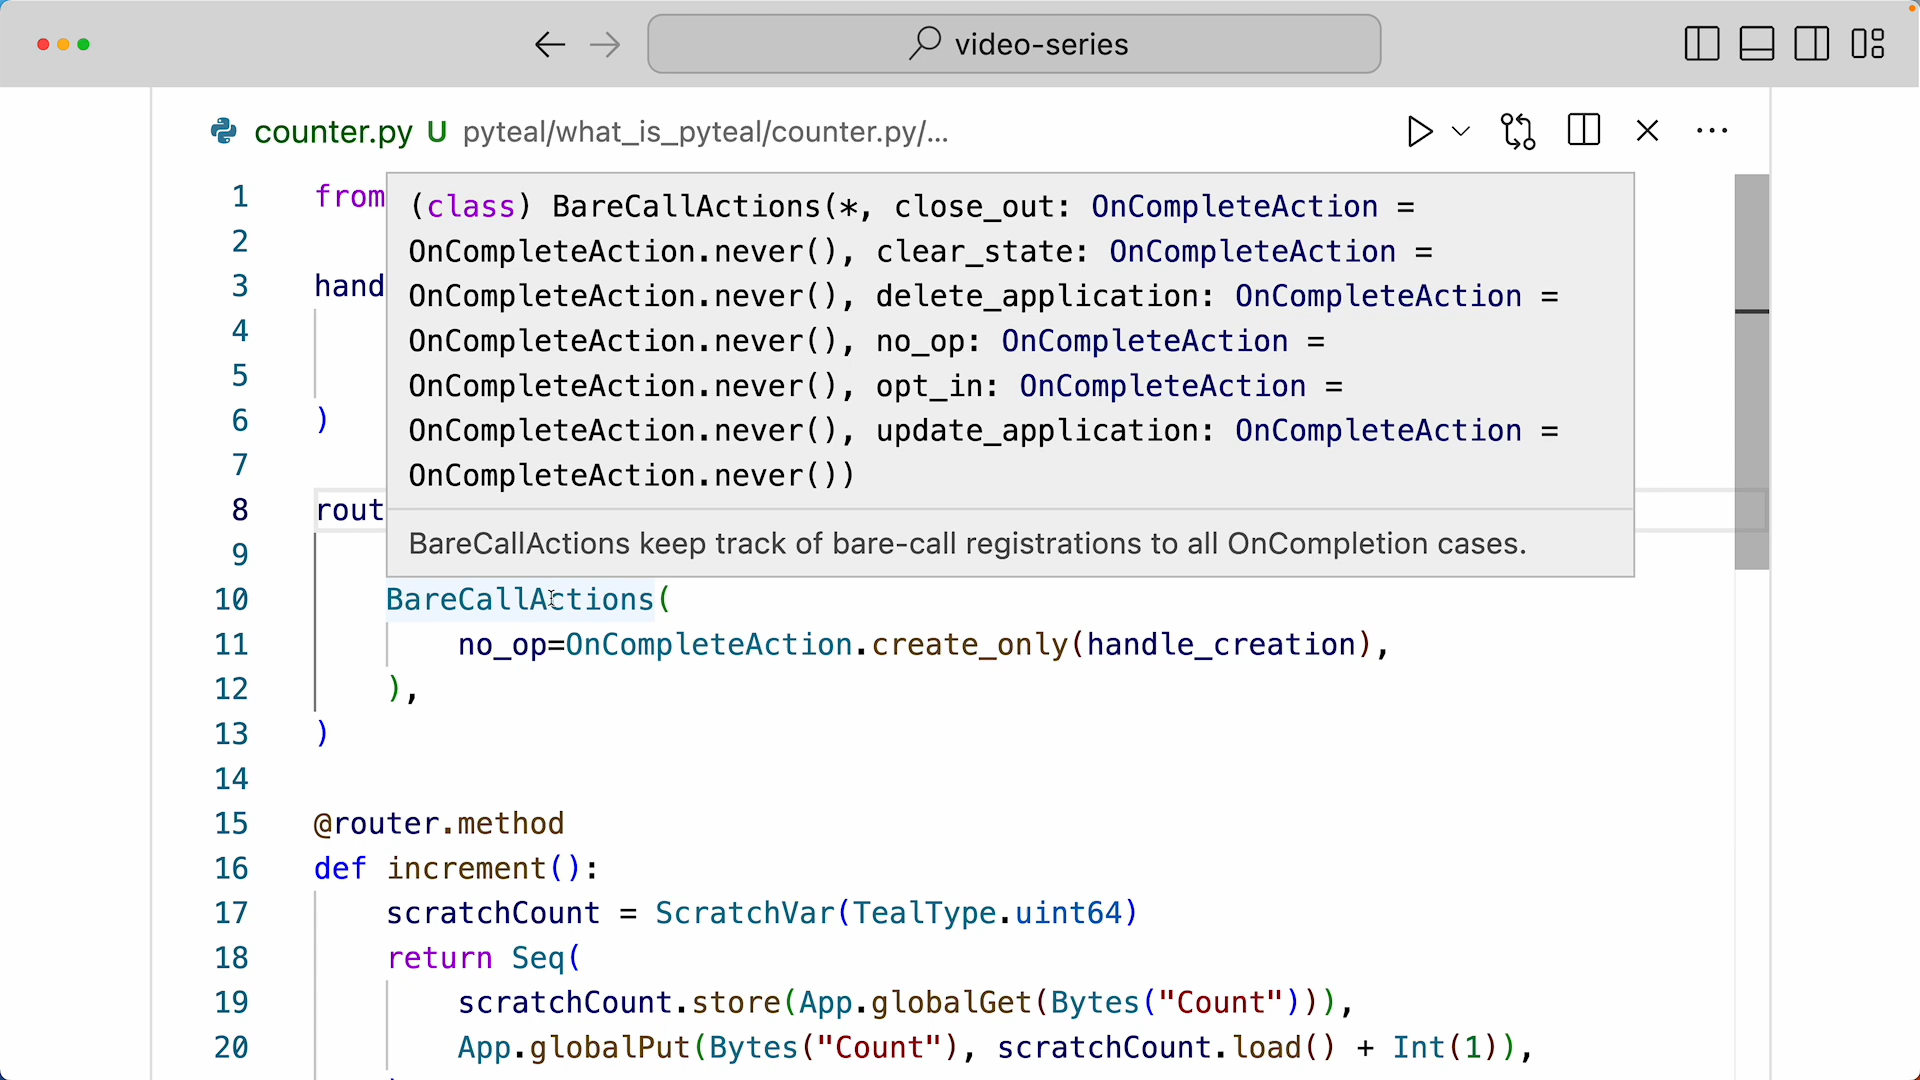 video-series
counter.py U pyteal/what_is_pyteal/counter.py/...
1 from
2
3 hand
4
5
6 )
7
8 rout
9
(class) BareCallActions(*, close_out: OnCompleteAction =
OnCompleteAction.never(), clear_state: OnCompleteAction =
OnCompleteAction.never(), delete_application: OnCompleteAction =
OnCompleteAction.never(), no_op: OnCompleteAction =
OnCompleteAction.never(), opt_in: OnCompleteAction =
OnCompleteAction.never(), update_application: OnCompleteAction =
OnCompleteAction.never())
BareCallActions keep track of bare-call registrations to all OnCompletion cases.
10 BareCallActions(
11 no_op=OnCompleteAction.create_only(handle_creation),
12 ),
13 )
14
15 @router.method
16 def increment():
17 scratchCount = ScratchVar(TealType.uint64)
18 return Seq(
19 scratchCount.store(App.globalGet(Bytes("Count"))),
20 App.globalPut(Bytes("Count"), scratchCount.load() + Int(1)),